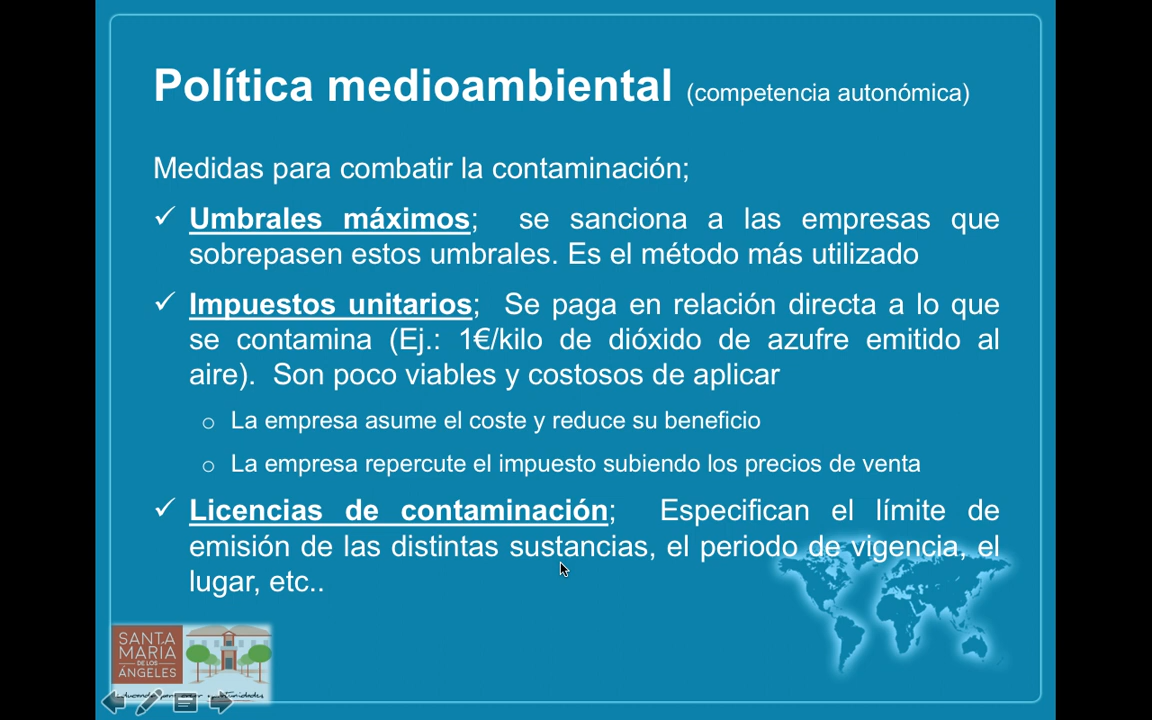 Política medioambiental (competencia autonómica)
Medidas para combatir la contaminación;
✓ Umbrales máximos; se sanciona a las empresas que
sobrepasen estos umbrales. Es el método más utilizado
✓ Impuestos unitarios; Se paga en relación directa a lo que
se contamina (Ej.: 1€/kilo de dióxido de azufre emitido al
aire). Son poco viables y costosos de aplicar
o La empresa asume el coste y reduce su beneficio
o La empresa repercute el impuesto subiendo los precios de venta
✓ Licencias de contaminación; Especifican el límite de
emisión de las distintas sustancias, el periodo de vigencia, el
lugar, etc..
SANTA
MARIA
DE LOS
ÁNGELES